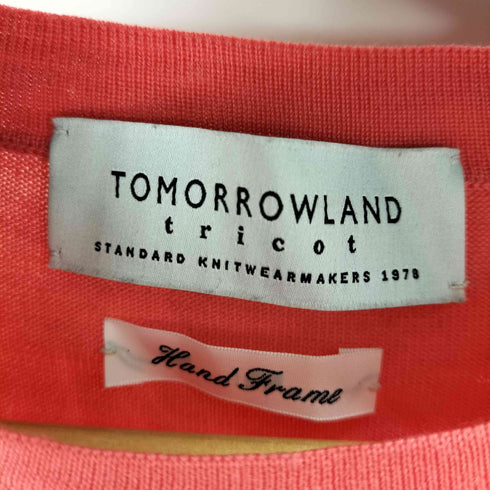 TOMORROWLAND
tricot
STANDARD KNITWEARMAKERS 1978
Hand Frame